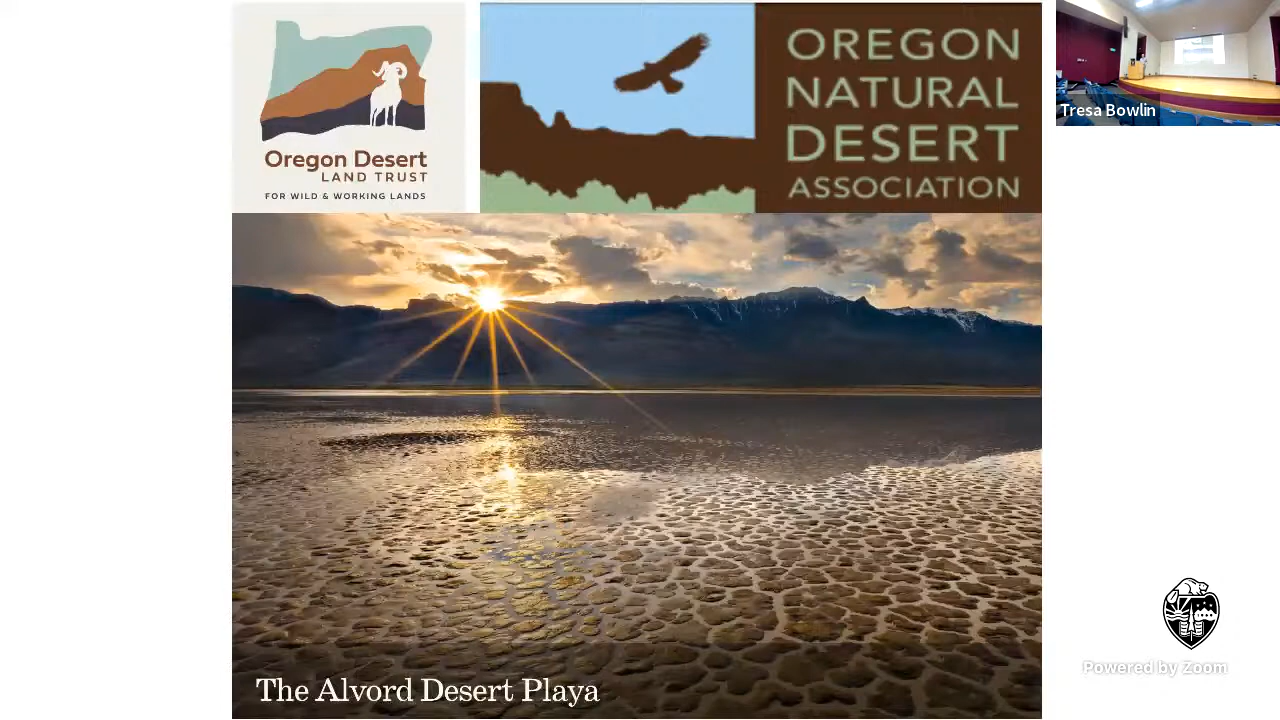 Oregon Desert
LAND TRUST
FOR WILD & WORKING LANDS
OREGON
NATURAL
DESERT
ASSOCIATION
Tresa Bowlin
The Alvord Desert Playa
Powered by Zoom